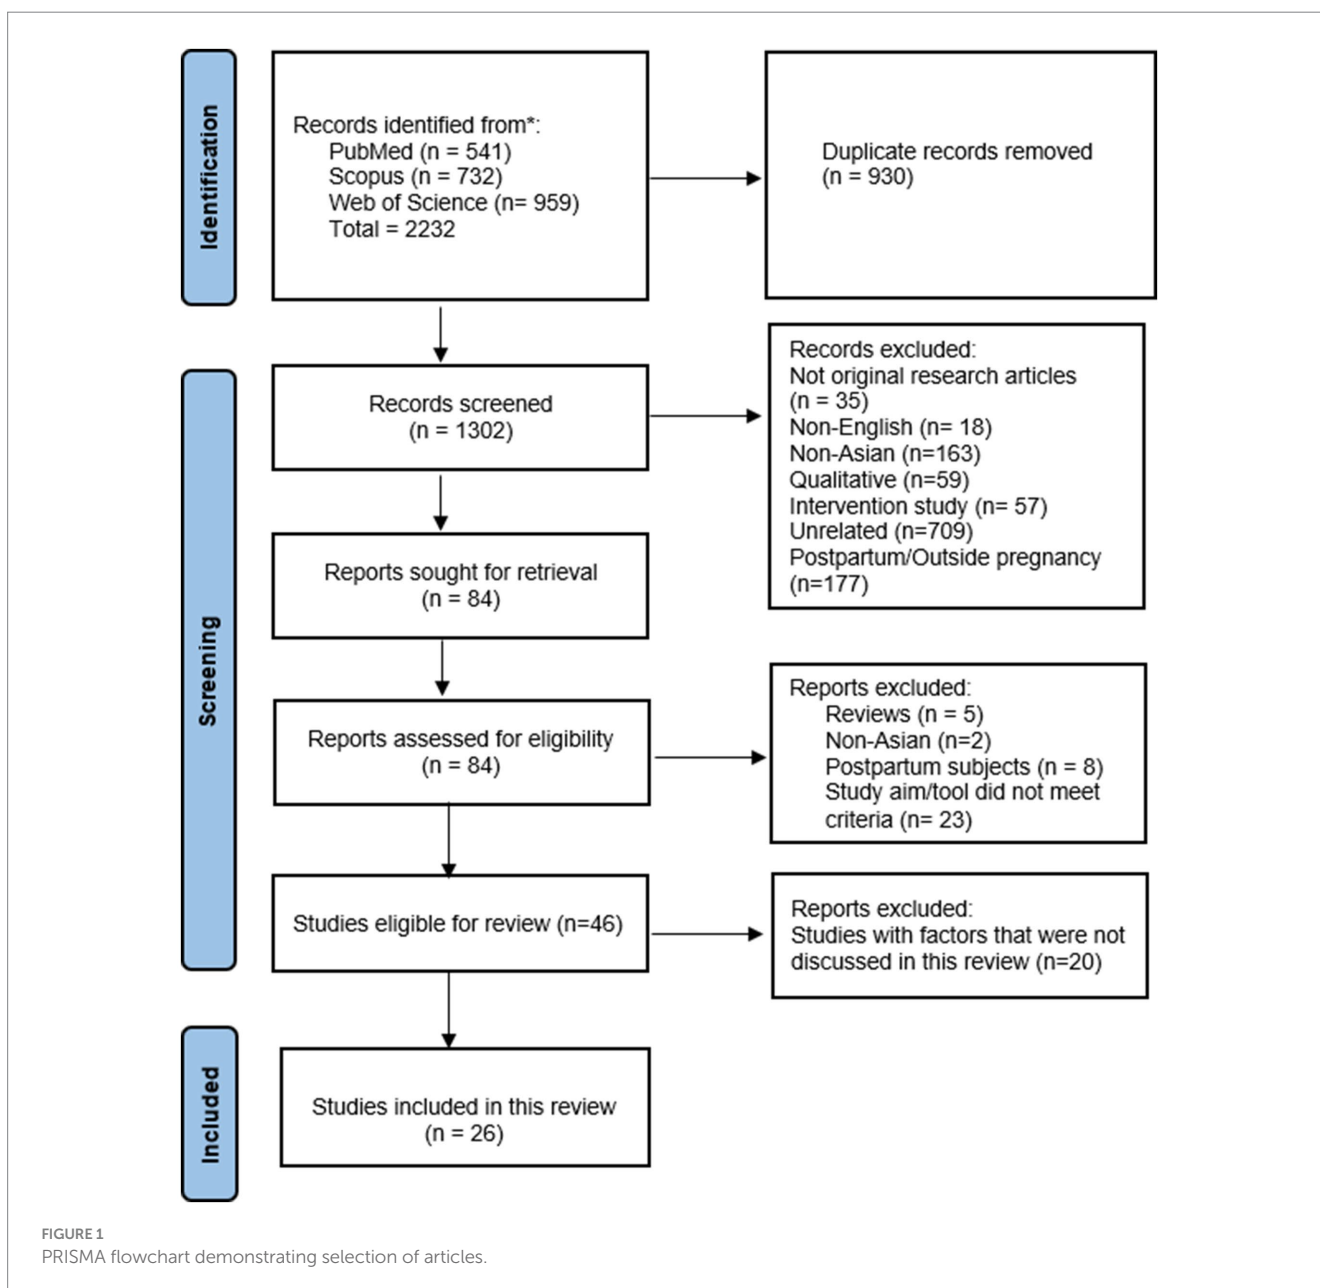 Identification
Records identified from*:
PubMed (n = 541)
Scopus (n = 732)
Web of Science (n= 959)
Total = 2232
Duplicate records removed
(n = 930)
Screening
Records screened
(n = 1302)
Records excluded:
Not original research articles
(n = 35)
Non-English (n= 18)
Non-Asian (n=163)
Qualitative (n=59)
Intervention study (n= 57)
Unrelated (n=709)
Postpartum/Outside pregnancy
(n=177)
Reports sought for retrieval
(n = 84)
Reports assessed for eligibility
(n = 84)
Reports excluded:
Reviews (n = 5)
Non-Asian (n=2)
Postpartum subjects (n = 8)
Study aim/tool did not meet
criteria (n= 23)
Studies eligible for review (n=46)
Reports excluded:
Studies with factors that were not
discussed in this review (n=20)
Included
Studies included in this review
(n = 26)
FIGURE 1
PRISMA flowchart demonstrating selection of articles.